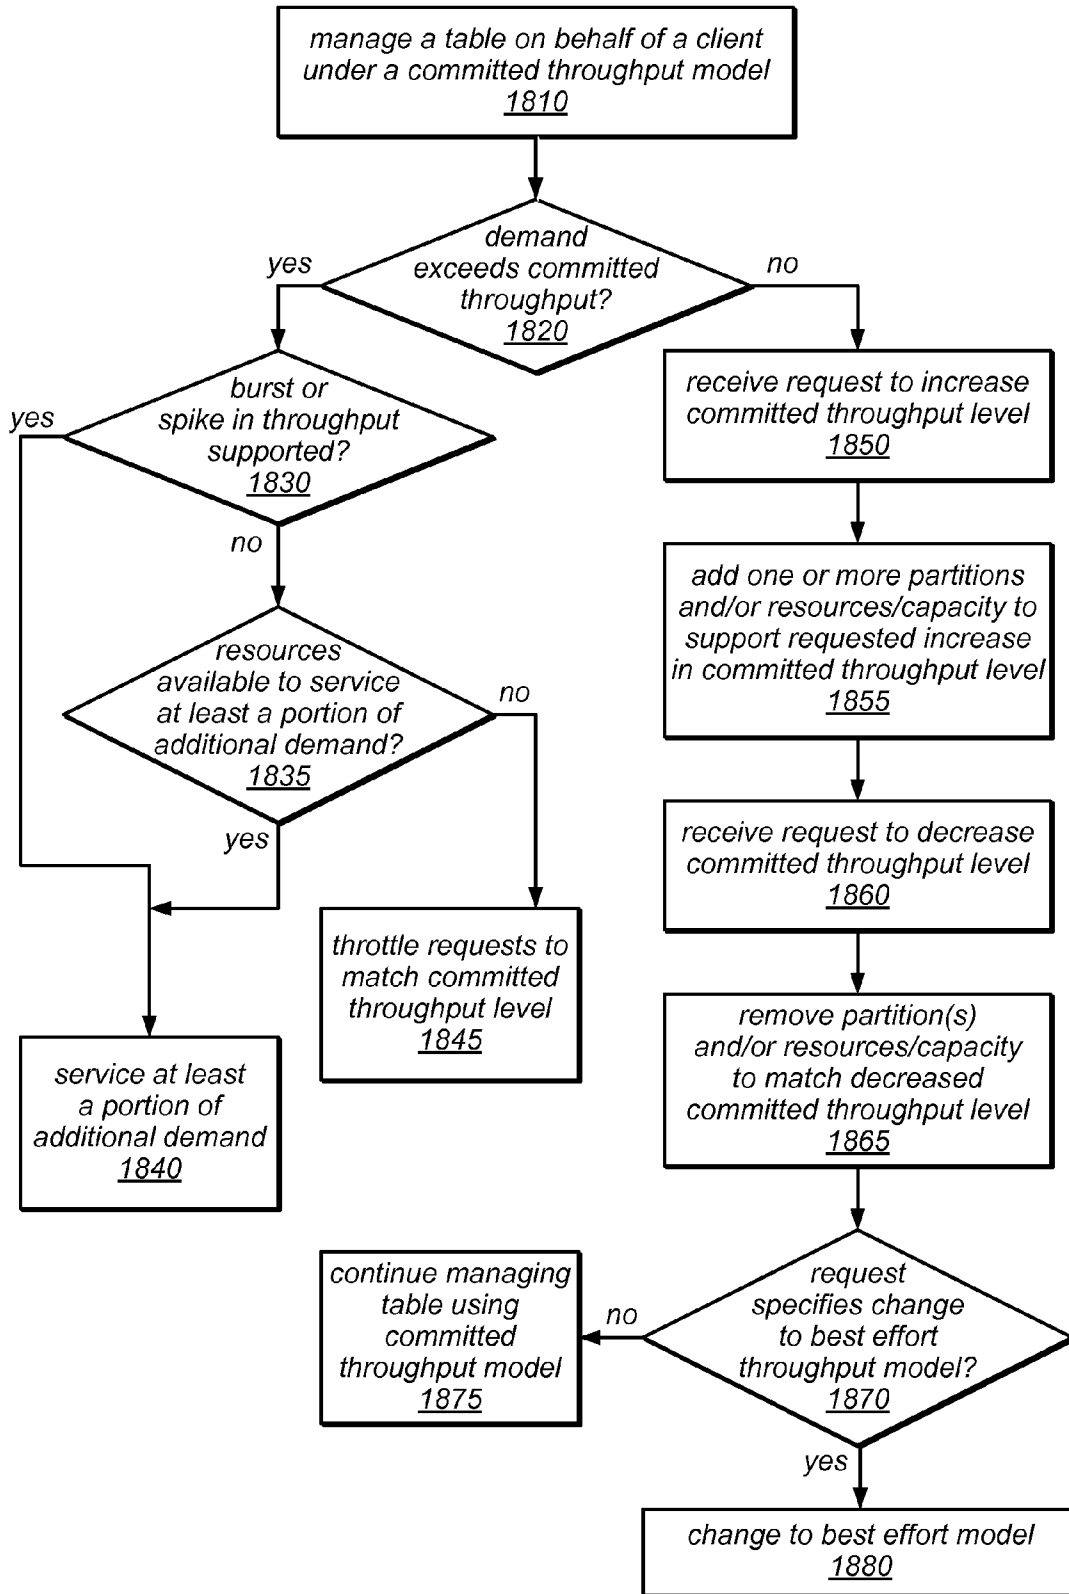 manage a table on behalf of a client
under a committed throughput model
1810
demand
exceeds committed
throughput?
1820
yes
no
burst or
spike in throughput
supported?
1830
yes
no
receive request to increase
committed throughput level
1850
resources
available to service
at least a portion of
additional demand?
1835
no
yes
add one or more partitions
and/or resources/capacity to
support requested increase
in committed throughput level
1855
receive request to decrease
committed throughput level
1860
throttle requests to
match committed
throughput level
1845
service at least
a portion of
additional demand
1840
remove partition(s)
and/or resources/capacity
to match decreased
committed throughput level
1865
request
specifies change
to best effort
throughput model?
1870
no
continue managing
table using
committed
throughput model
1875
yes
change to best effort model
1880